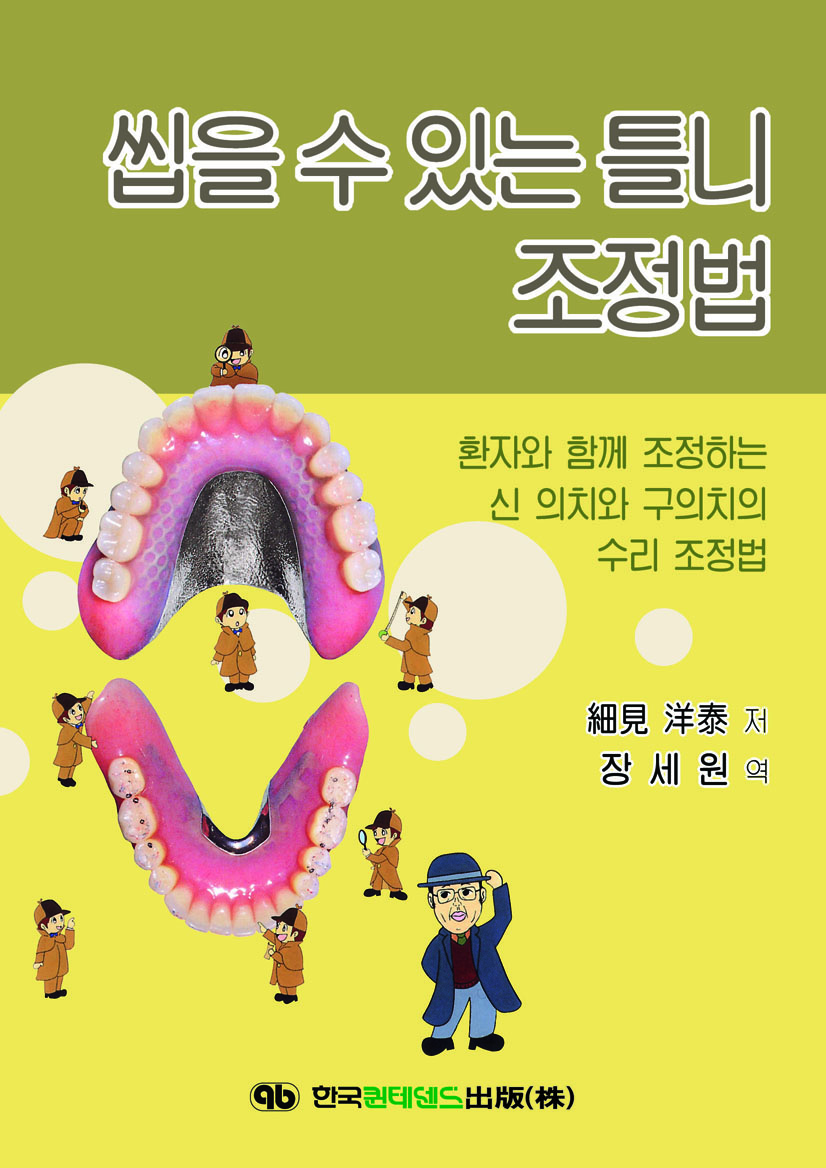 씹을 수 있는 틀니
조정법
환자와 함께 조정하는
신 의치와 구의치의
수리 조정법
細見 洋泰 저
장 세 원 역
qb 한국퀸테센스出版(株)